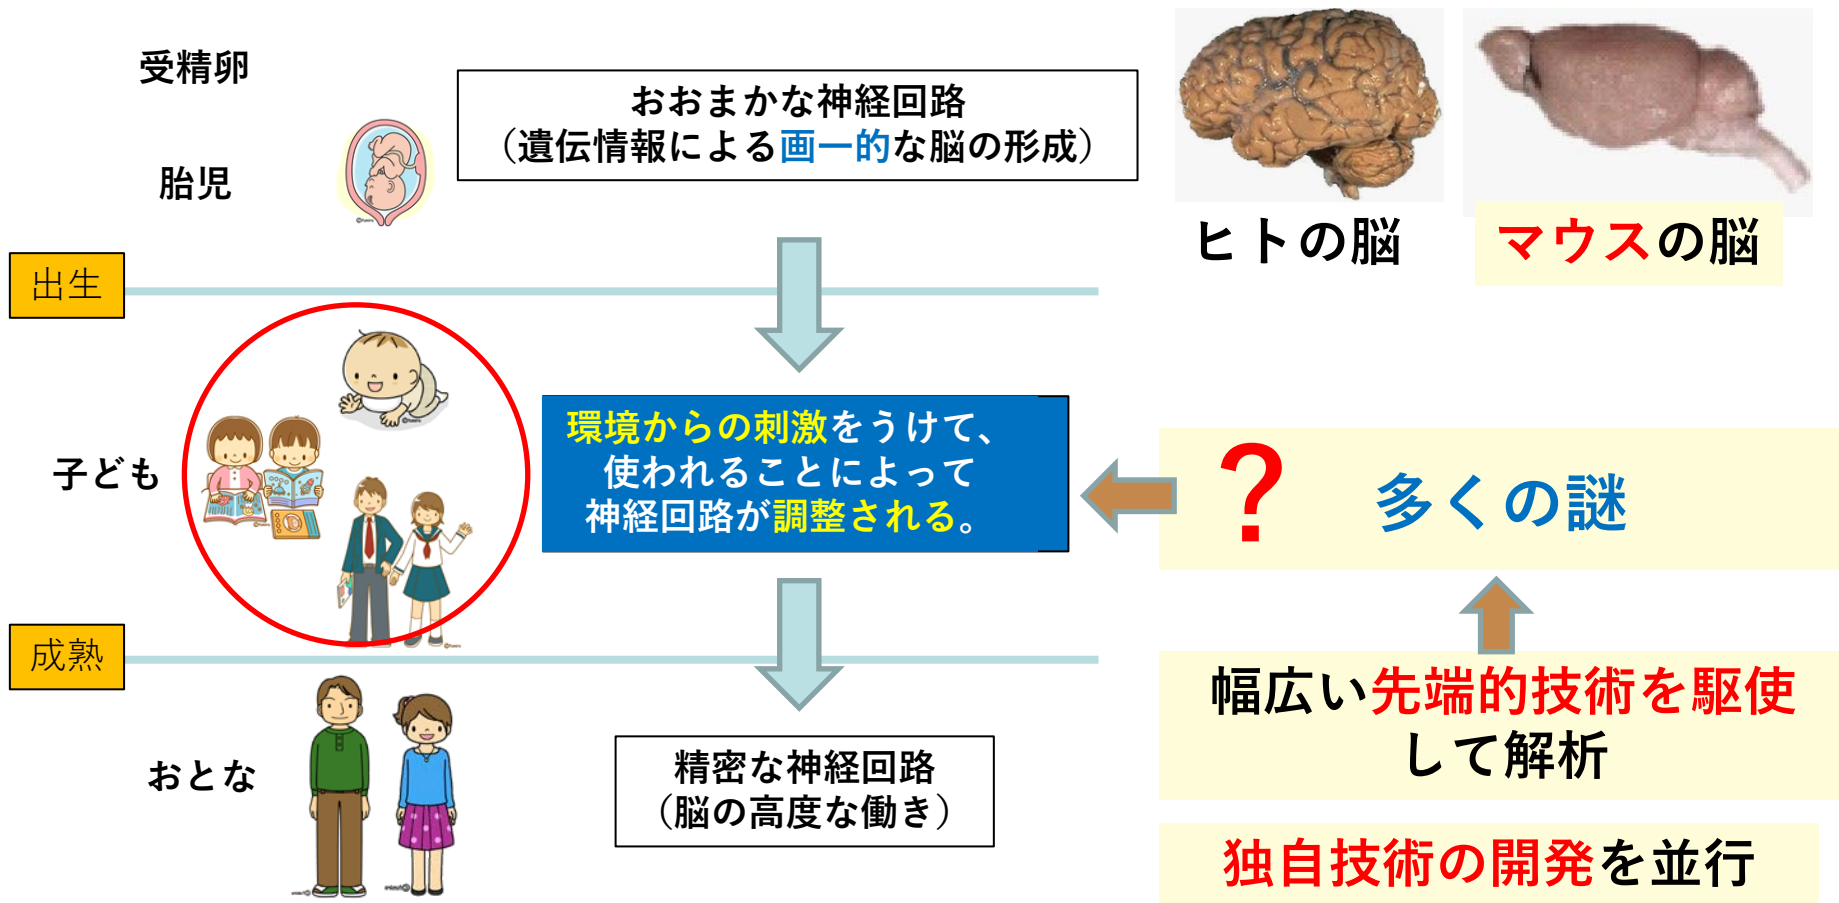 受精卵
胎児
おおまかな神経回路
（遺伝情報による画一的な脳の形成）
ヒトの脳
マウスの脳
出生
子ども
環境からの刺激をうけて、
使われることによって
神経回路が調整される。
?
多くの謎
成熟
おとな
精密な神経回路
（脳の高度な働き）
幅広い先端的技術を駆使
して解析
独自技術の開発を並行